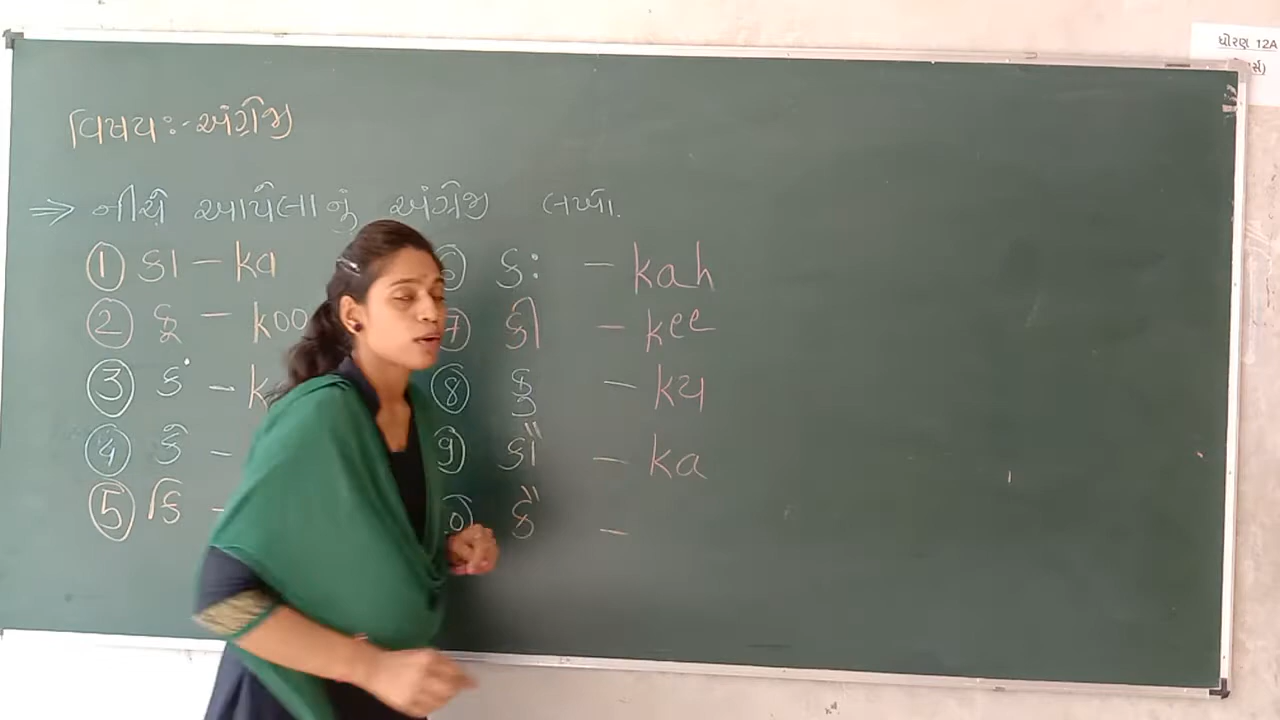 ધોરણ 12A
વિષય:- અંગ્રેજી
⇒ નીચે આપેલાનું અંગ્રેજી લખો.
① કા – ka
② કૂ – koo
③ કં – k
④ કે –
⑤ કિ –
⑥ કઃ – kah
⑦ કી – kee
⑧ કુ –
⑨ કૌ – ka
કૈ –